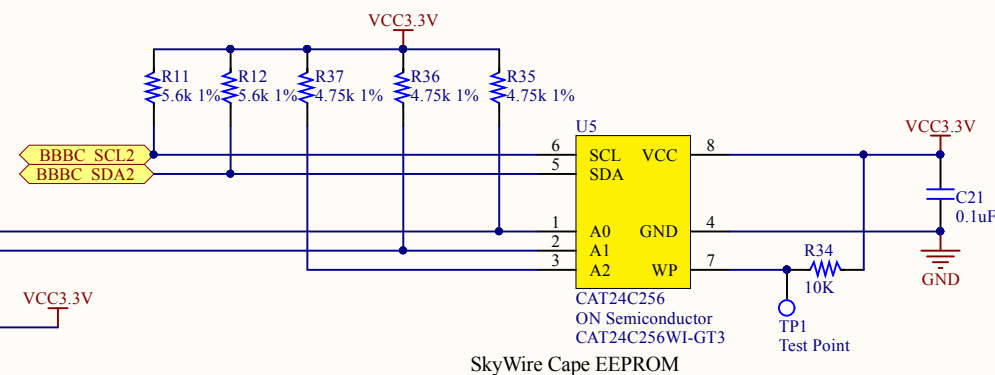 VCC3.3V
R11 R12 R37 R36 R35
5.6k 1% 5.6k 1% 4.75k 1% 4.75k 1% 4.75k 1%
U5
VCC3.3V
BBBC_SCL2 6 SCL VCC 8
BBBC_SDA2 5 SDA
C21
0.1uF
1 A0 GND 4
2 A1 R34
3 A2 WP 7
10K
GND
VCC3.3V
CAT24C256
ON Semiconductor
CAT24C256WI-GT3
TP1
Test Point
SkyWire Cape EEPROM